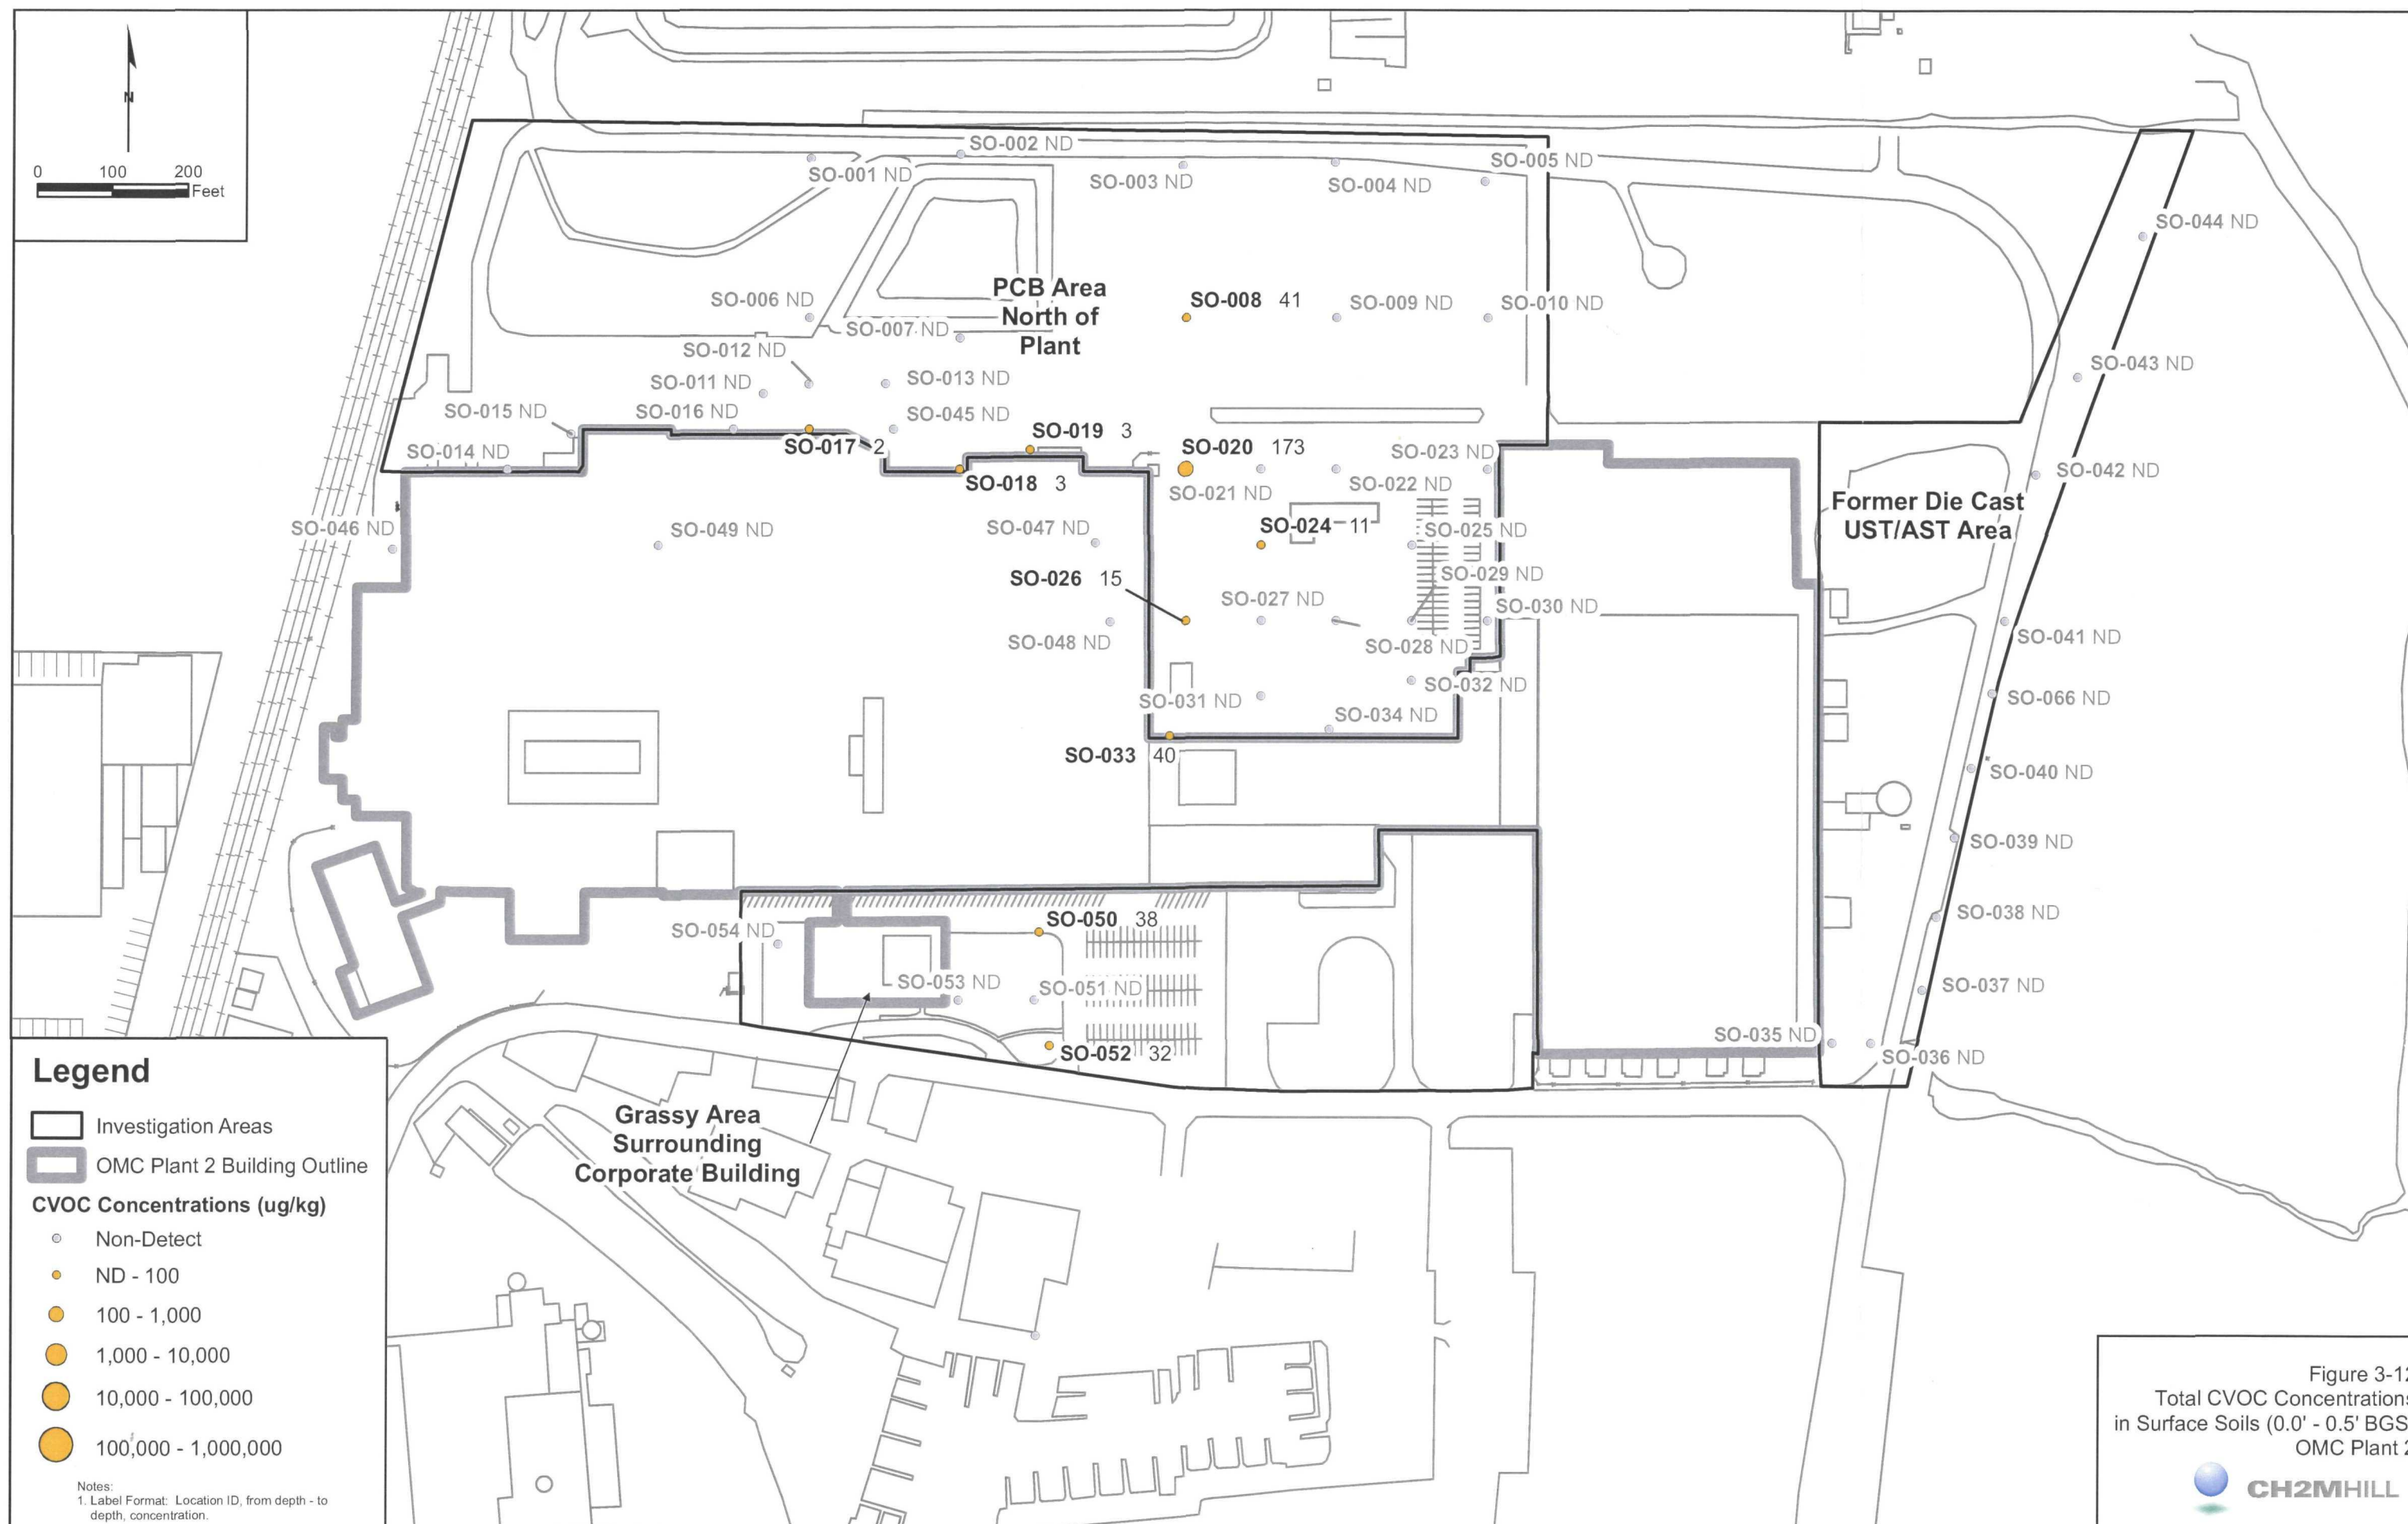 N
0 100 200
Feet
SO-002 ND
SO-001 ND
SO-003 ND
SO-004 ND
SO-005 ND
SO-044 ND
PCB Area
North of
Plant
SO-006 ND
SO-007 ND
SO-008 41
SO-009 ND
SO-010 ND
SO-012 ND
SO-011 ND
SO-013 ND
SO-043 ND
SO-015 ND
SO-016 ND
SO-045 ND
SO-014 ND
SO-017 2
SO-019 3
SO-018 3
SO-020 173
SO-023 ND
SO-021 ND
SO-022 ND
SO-042 ND
Former Die Cast
UST/AST Area
SO-046 ND
SO-049 ND
SO-047 ND
SO-024 11
SO-025 ND
SO-026 15
SO-029 ND
SO-027 ND
SO-030 ND
SO-048 ND
SO-028 ND
SO-041 ND
SO-031 ND
SO-032 ND
SO-066 ND
SO-034 ND
SO-033 40
SO-040 ND
SO-039 ND
SO-054 ND
SO-050 38
SO-038 ND
SO-053 ND
SO-051 ND
SO-037 ND
SO-052 32
SO-035 ND
SO-036 ND
Grassy Area
Surrounding
Corporate Building
Legend
Investigation Areas
OMC Plant 2 Building Outline
CVOC Concentrations (ug/kg)
Non-Detect
ND - 100
100 - 1,000
1,000 - 10,000
10,000 - 100,000
100,000 - 1,000,000
Notes:
1. Label Format: Location ID, from depth - to
depth, concentration.
Figure 3-12
Total CVOC Concentrations
in Surface Soils (0.0' - 0.5' BGS
OMC Plant 2
CH2MHILL